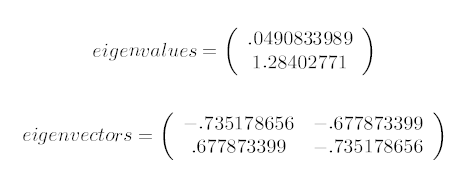 eigenvalues = ( .0490833989
1.28402771 )
eigenvectors = ( −.735178656 −.677873399
.677873399 −.735178656 )